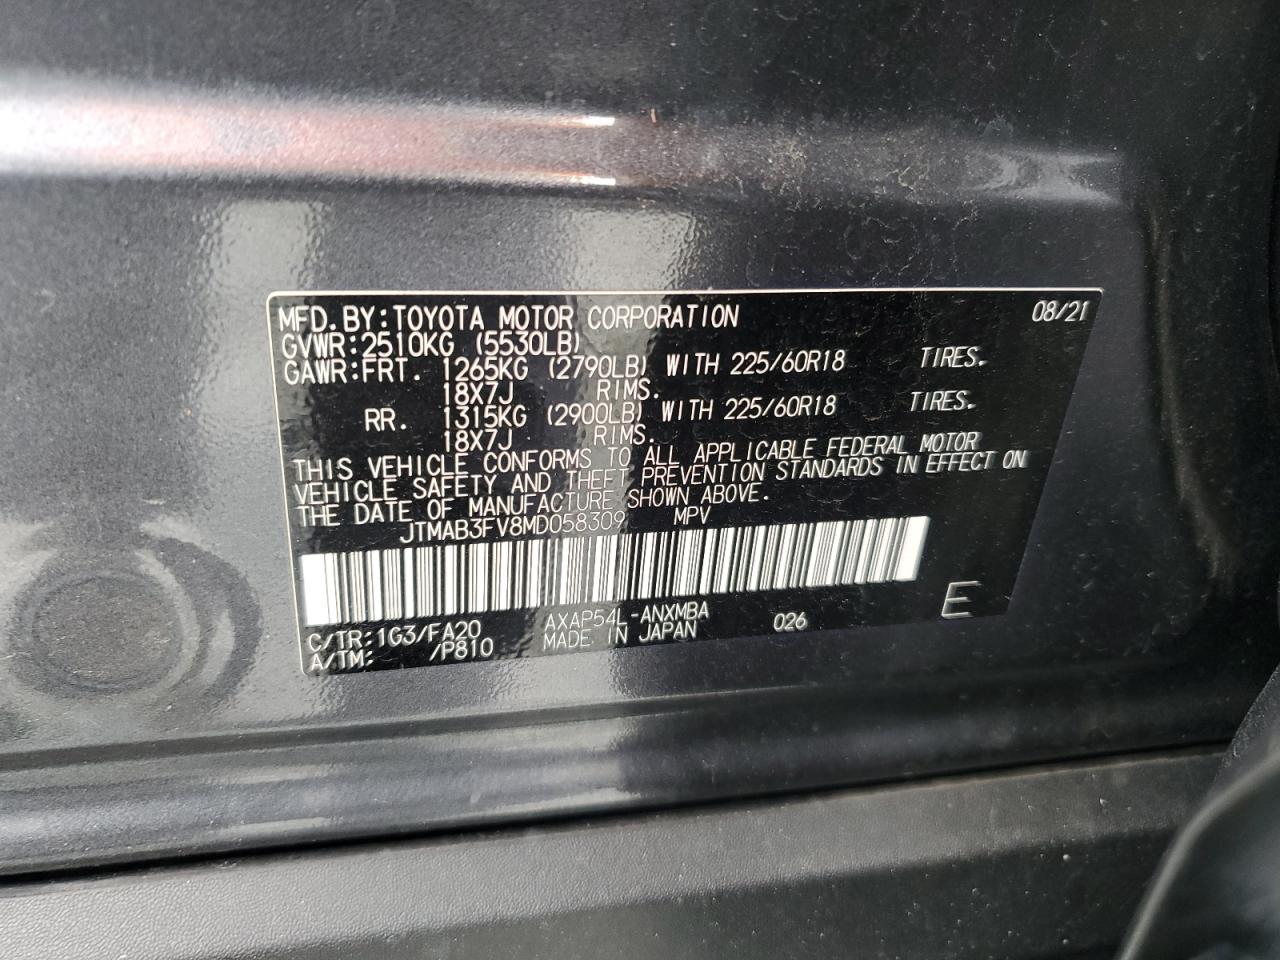 MFD.BY:TOYOTA MOTOR CORPORATION 08/21
GVWR:2510KG (5530LB)
GAWR:FRT. 1265KG (2790LB) WITH 225/60R18 TIRES.
18X7J RIMS.
RR. 1315KG (2900LB) WITH 225/60R18 TIRES.
18X7J RIMS.
THIS VEHICLE CONFORMS TO ALL APPLICABLE FEDERAL MOTOR
VEHICLE SAFETY AND THEFT PREVENTION STANDARDS IN EFFECT ON
THE DATE OF MANUFACTURE SHOWN ABOVE.
JTMAB3FV8MD058309 MPV
C/TR:1G3/FA20 AXAP54L-ANXMBA 026 E
A/TM: /P810 MADE IN JAPAN